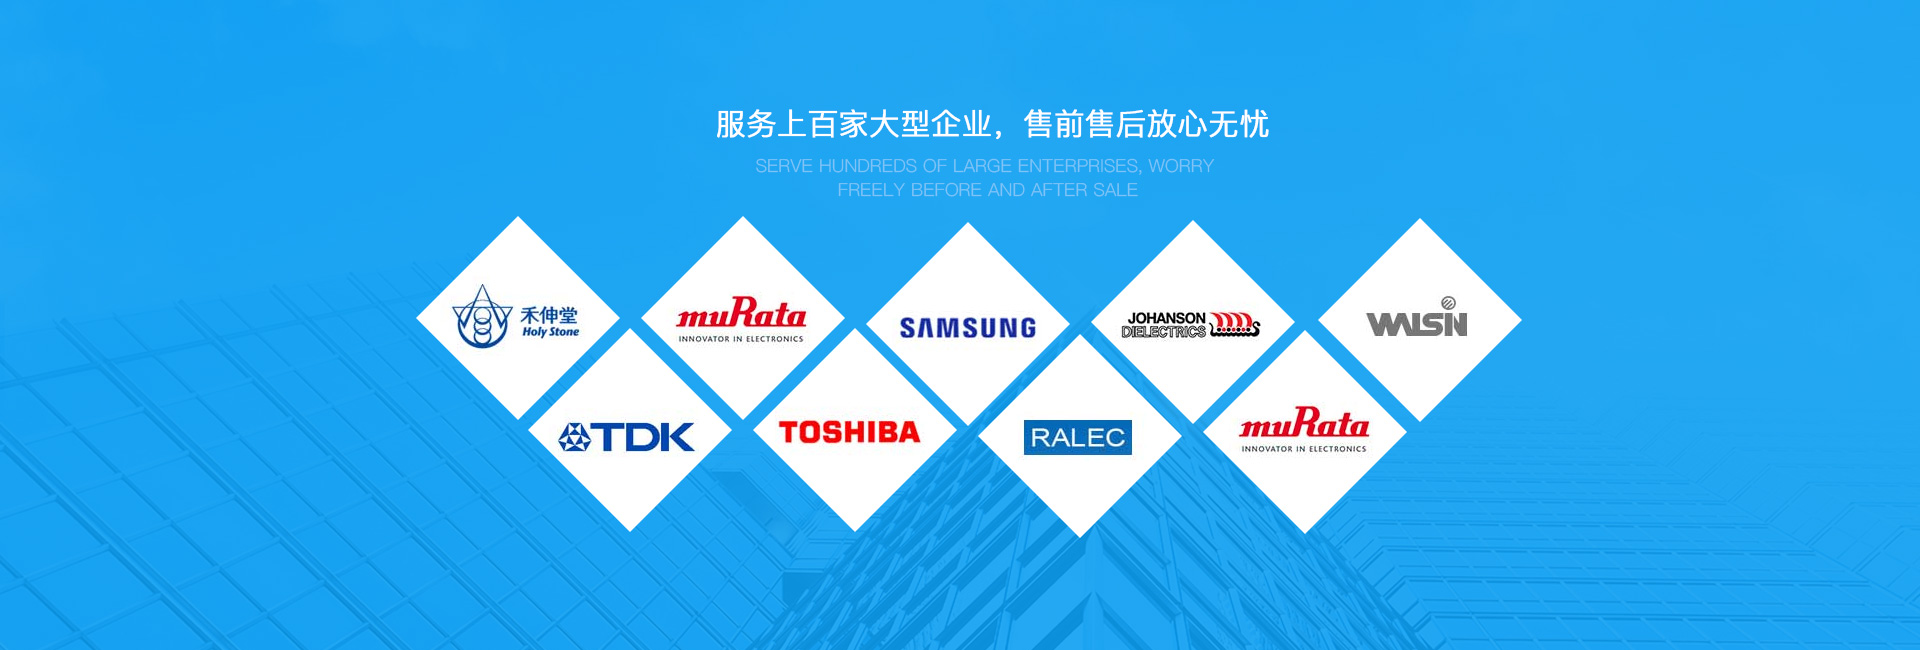 服务上百家大型企业，售前售后放心无忧
SERVE HUNDREDS OF LARGE ENTERPRISES, WORRY
FREELY BEFORE AND AFTER SALE
禾伸堂
Holy Stone
muRata
INNOVATOR IN ELECTRONICS
SAMSUNG
JOHANSON
DIELECTRICS
WALSIN
TDK
TOSHIBA
RALEC
muRata
INNOVATOR IN ELECTRONICS